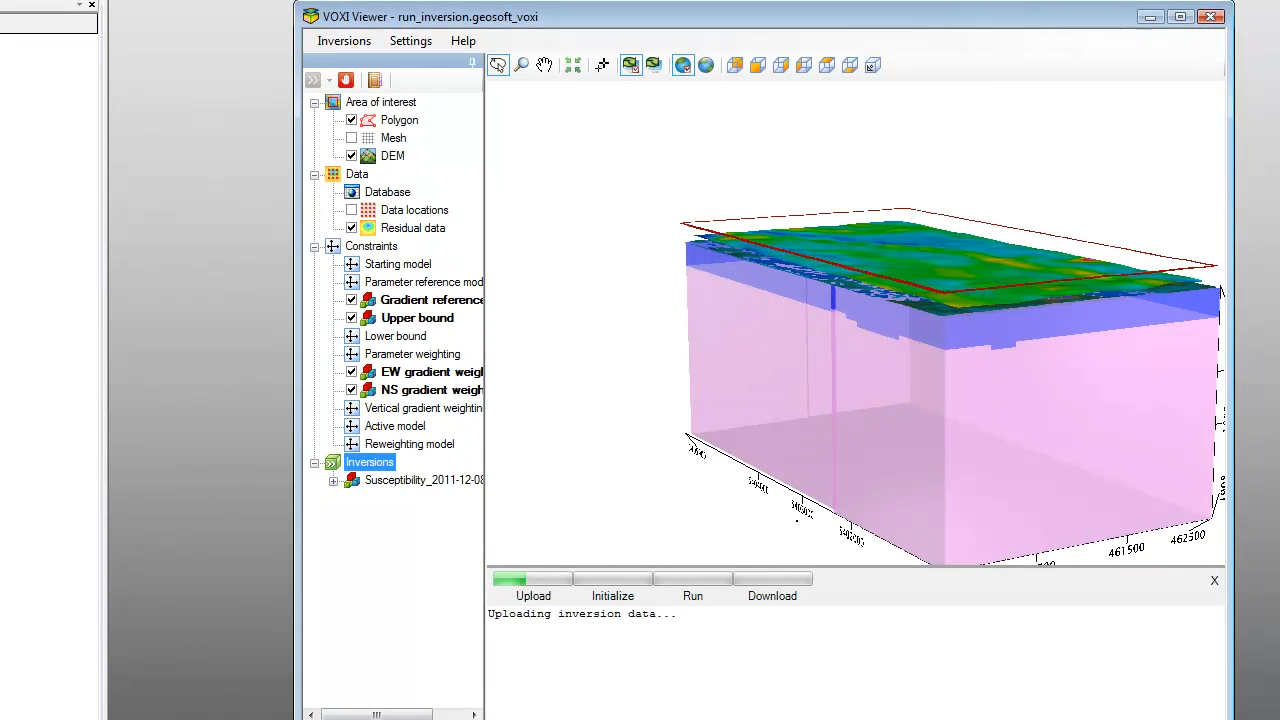 VOXI Viewer - run_inversion.geosoft_voxi
Inversions Settings Help
Area of interest
Polygon
Mesh
DEM
Data
Database
Data locations
Residual data
Constraints
Starting model
Parameter reference mod
Gradient reference
Upper bound
Lower bound
Parameter weighting
EW gradient weigh
NS gradient weigh
Vertical gradient weightin
Active model
Reweighting model
Inversions
Susceptibility_2011-12-08
461500
462500
X
Upload Initialize Run Download
Uploading inversion data...